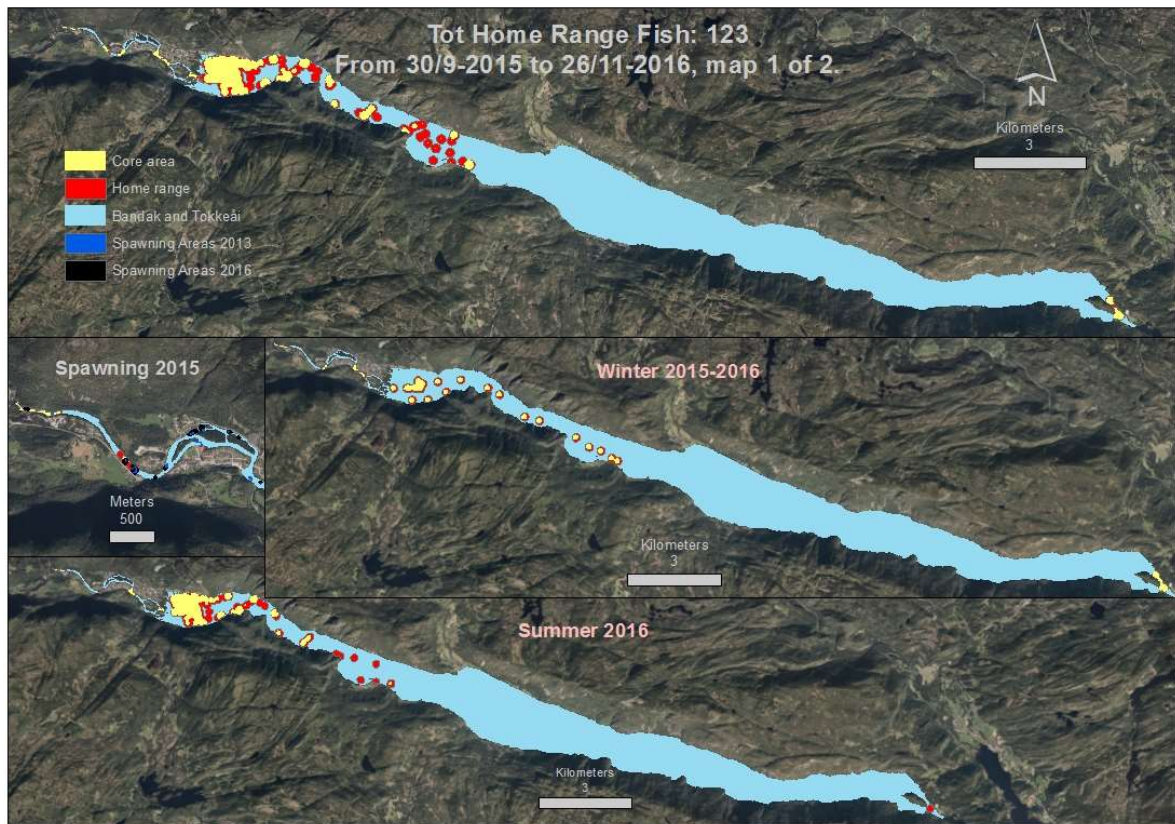 Tot Home Range Fish: 123
From 30/9-2015 to 26/11-2016, map 1 of 2.
N
Kilometers
3
Core area
Home range
Bandak and Tokkeåi
Spawning Areas 2013
Spawning Areas 2016
Spawning 2015
Meters
500
Winter 2015-2016
Kilometers
3
Summer 2016
Kilometers
3